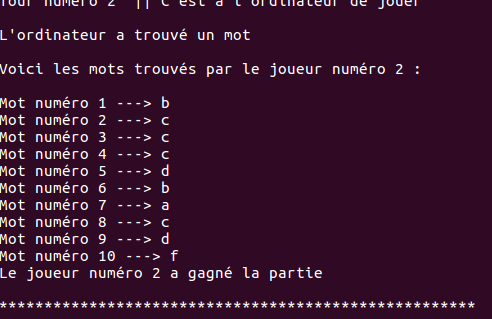 Tour numéro 2 || C'est à l'ordinateur de jouer
L'ordinateur a trouvé un mot
Voici les mots trouvés par le joueur numéro 2 :
Mot numéro 1 ---> b
Mot numéro 2 ---> c
Mot numéro 3 ---> c
Mot numéro 4 ---> c
Mot numéro 5 ---> d
Mot numéro 6 ---> b
Mot numéro 7 ---> a
Mot numéro 8 ---> c
Mot numéro 9 ---> d
Mot numéro 10 ---> f
Le joueur numéro 2 a gagné la partie
*****************************************************